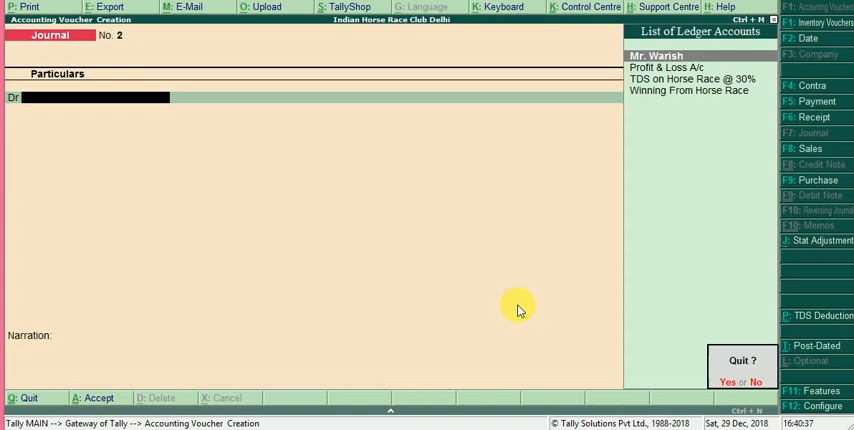 P: Print E: Export M: E-Mail O: Upload S: TallyShop G: Language K: Keyboard K: Control Centre H: Support Centre H: Help
Accounting Voucher Creation Indian Horse Race Club Delhi Ctrl + M
Journal No. 2
Particulars
Dr
Narration:
List of Ledger Accounts
Mr. Warish
Profit & Loss A/c
TDS on Horse Race @ 30%
Winning From Horse Race
Quit ?
Yes or No
F1: Accounting Vouchers
F1: Inventory Vouchers
F2: Date
F3: Company
F4: Contra
F5: Payment
F6: Receipt
F7: Journal
F8: Sales
F8: Credit Note
F9: Purchase
F9: Debit Note
F10: Reversing Journal
F10: Memos
J: Stat Adjustment
P: TDS Deduction
T: Post-Dated
L: Optional
F11: Features
F12: Configure
Q: Quit A: Accept D: Delete X: Cancel
Ctrl + N
Tally MAIN --> Gateway of Tally --> Accounting Voucher Creation © Tally Solutions Pvt Ltd., 1988-2018 Sat, 29 Dec, 2018 16:40:37